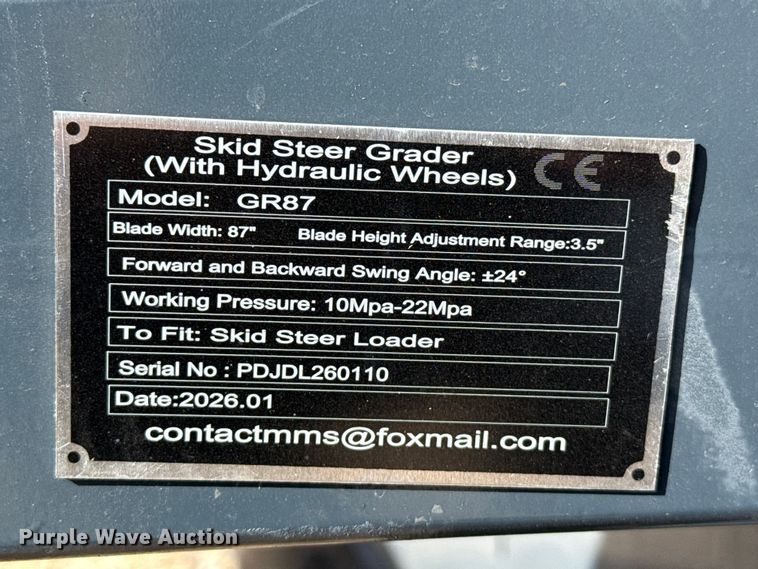 Skid Steer Grader
(With Hydraulic Wheels) CE
Model: GR87
Blade Width: 87" Blade Height Adjustment Range:3.5"
Forward and Backward Swing Angle: ±24°
Working Pressure: 10Mpa-22Mpa
To Fit: Skid Steer Loader
Serial No : PDJDL260110
Date:2026.01
contactmms@foxmail.com
Purple Wave Auction